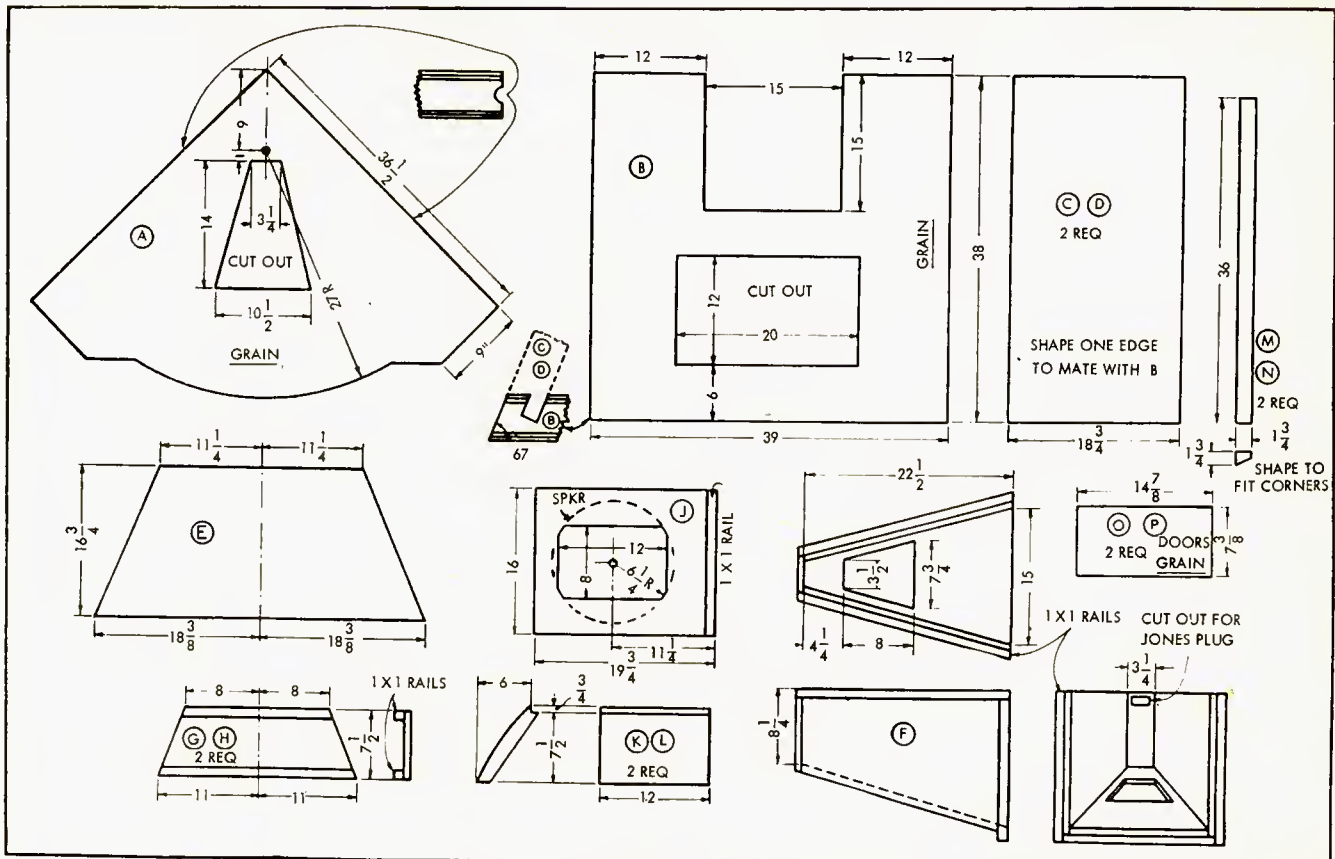 9
1
36 1/2
14
3 1/4
A
CUT OUT
10 1/2
27 R
GRAIN
9"
12
12
15
15
B
GRAIN
CUT OUT
12
20
6
39
C D
B
67
38
C D
2 REQ
SHAPE ONE EDGE
TO MATE WITH B
18 3/4
36
M
N
2 REQ
1 3/4
1 3/4
SHAPE TO
FIT CORNERS
11 1/4
11 1/4
16 3/4
E
18 3/8
18 3/8
SPKR
J
1 X 1 RAIL
16
12
8
6 1/4 R
11 1/4
19 3/4
22 1/2
3 1/2
7 3/4
15
4 1/4
8
1 X 1 RAILS
14 7/8
O P
2 REQ
DOORS
GRAIN
7 3/8
CUT OUT FOR
JONES PLUG
3 1/4
8
8
1 X 1 RAILS
G H
2 REQ
7 1/2
11
11
6
3/4
7 1/2
K L
2 REQ
12
8 1/4
F